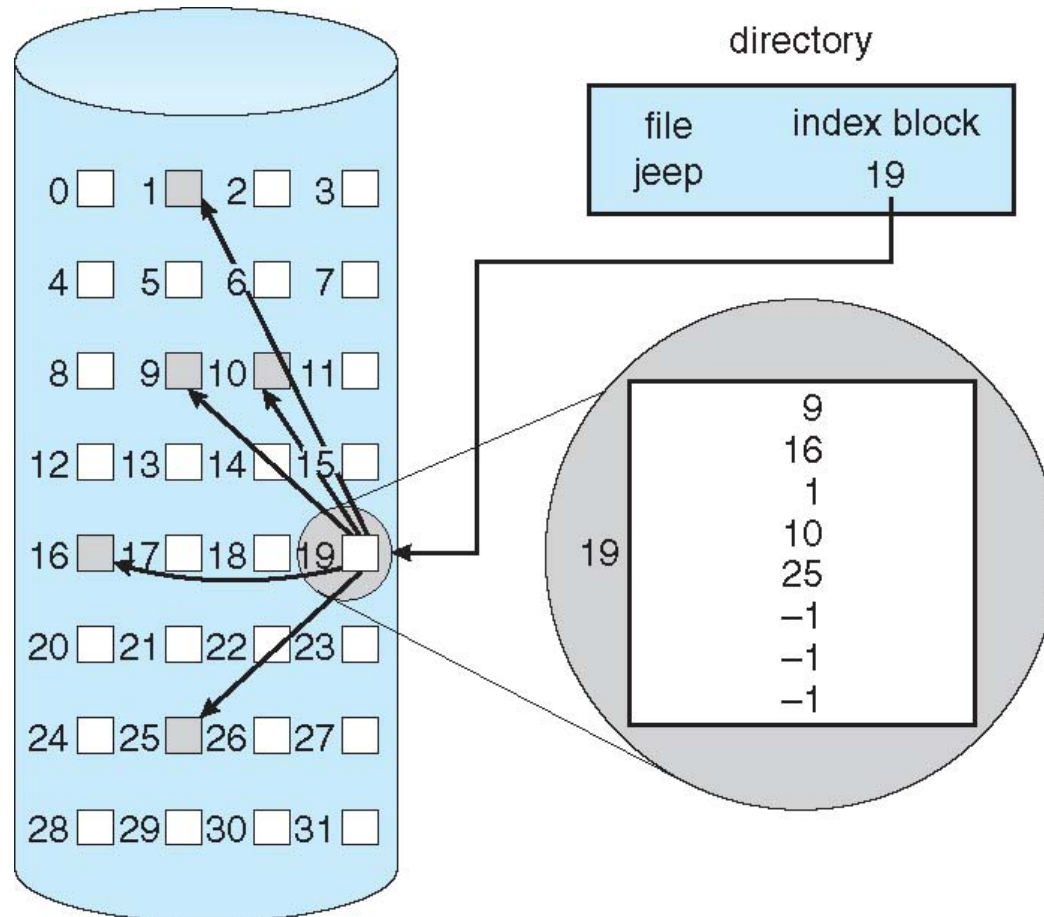 directory
file index block
jeep 19
0 1 2 3
4 5 6 7
8 9 10 11
12 13 14 15
16 17 18 19
20 21 22 23
24 25 26 27
28 29 30 31
19
9
16
1
10
25
–1
–1
–1